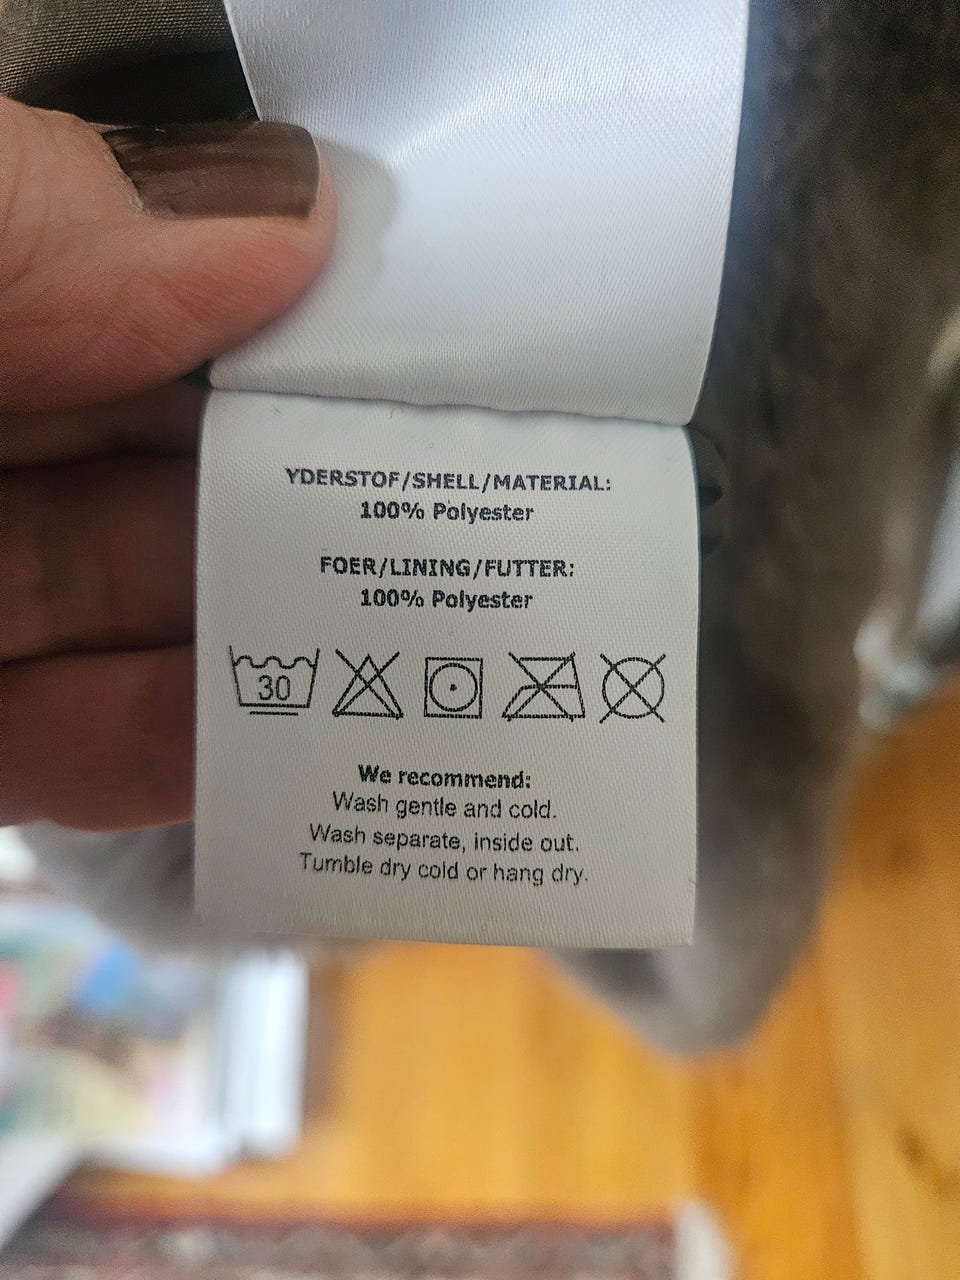 YDERSTOF/SHELL/MATERIAL:
100% Polyester
FOER/LINING/FUTTER:
100% Polyester
30
We recommend:
Wash gentle and cold.
Wash separate, inside out.
Tumble dry cold or hang dry.